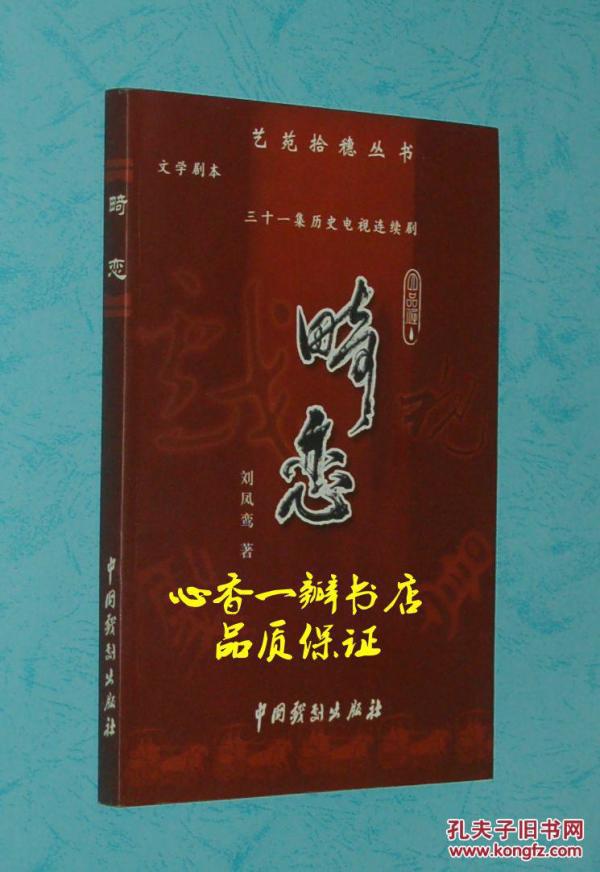 艺苑拾穗丛书
文学剧本
三十一集历史电视连续剧
畸恋
刘凤鸾 著
中国戏剧出版社
畸恋
中国戏剧出版社
心香一瓣书店
品质保证
孔夫子旧书网
www.kongfz.com